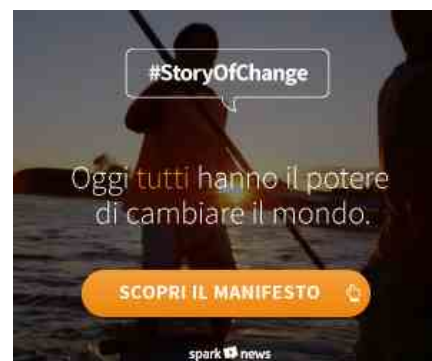 #StoryOfChange
Oggi tutti hanno il potere
di cambiare il mondo.
SCOPRI IL MANIFESTO
spark news